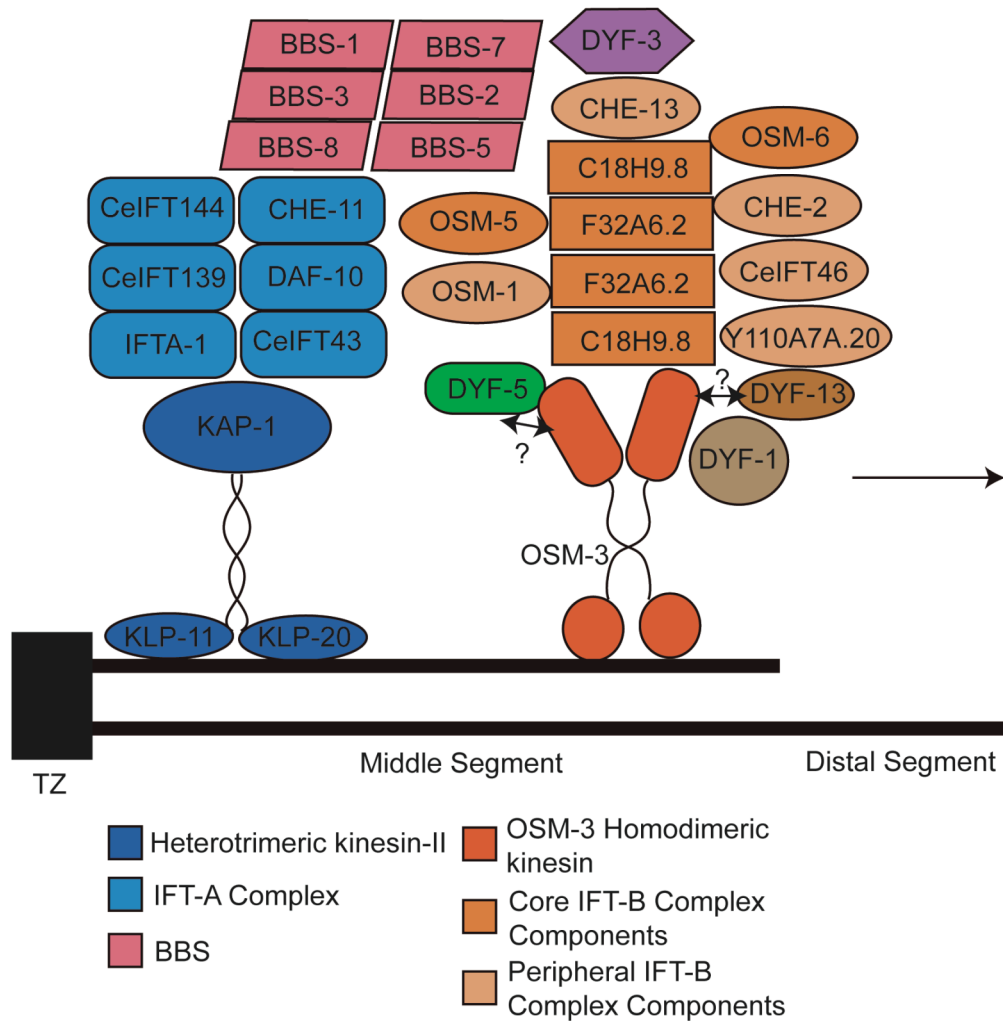 BBS-1
BBS-7
DYF-3
BBS-3
BBS-2
CHE-13
BBS-8
BBS-5
C18H9.8
OSM-6
CeIFT144
CHE-11
OSM-5
F32A6.2
CHE-2
CeIFT139
DAF-10
OSM-1
F32A6.2
CeIFT46
IFTA-1
CeIFT43
C18H9.8
Y110A7A.20
DYF-5
?
DYF-13
KAP-1
?
DYF-1
OSM-3
KLP-11
KLP-20
TZ
Middle Segment
Distal Segment
Heterotrimeric kinesin-II
IFT-A Complex
BBS
OSM-3 Homodimeric
kinesin
Core IFT-B Complex
Components
Peripheral IFT-B
Complex Components